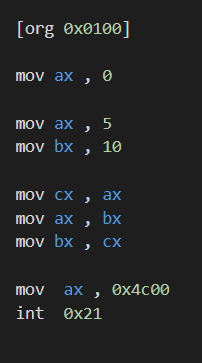 [org 0x0100]
mov ax , 0
mov ax , 5
mov bx , 10
mov cx , ax
mov ax , bx
mov bx , cx
mov  ax , 0x4c00
int  0x21